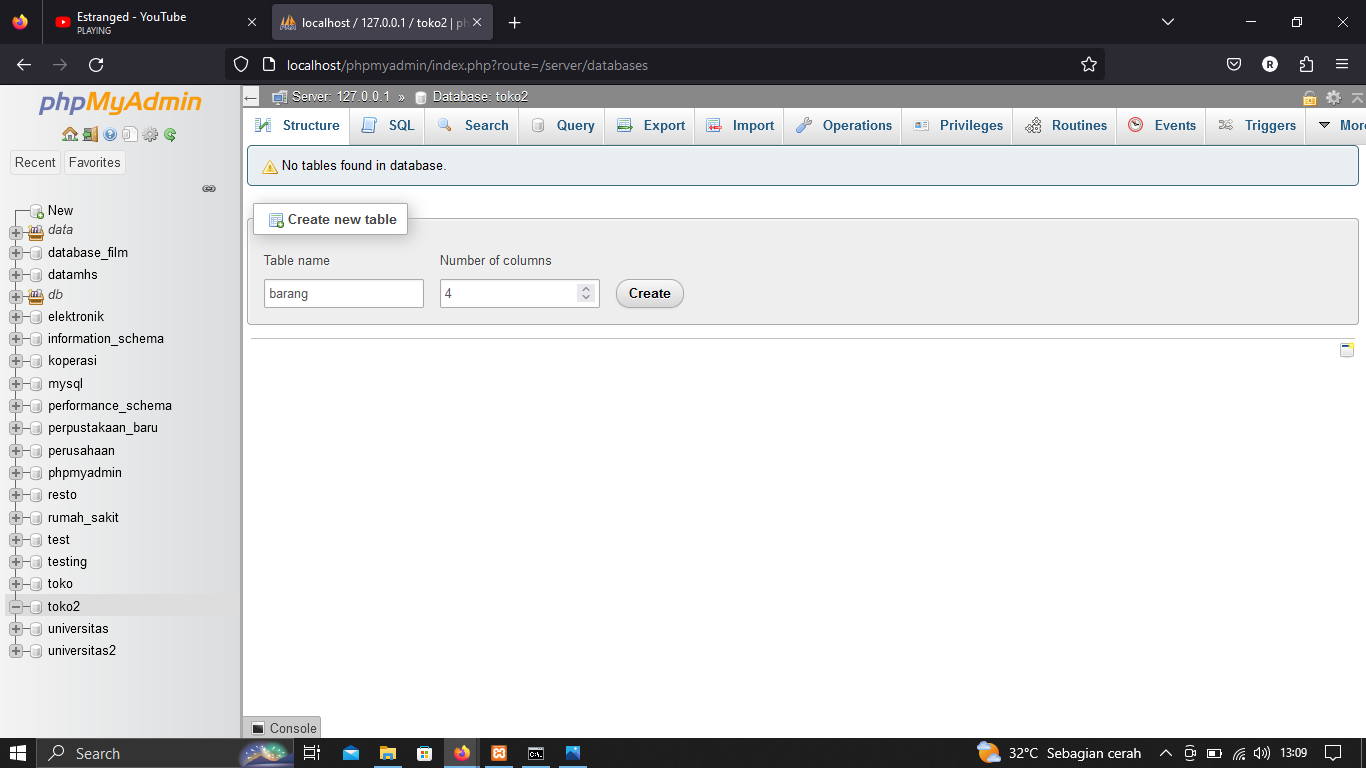 Estranged - YouTube
PLAYING
localhost / 127.0.0.1 / toko2 | ph
localhost/phpmyadmin/index.php?route=/server/databases
R
phpMyAdmin
Recent
Favorites
New
data
database_film
datamhs
db
elektronik
information_schema
koperasi
mysql
performance_schema
perpustakaan_baru
perusahaan
phpmyadmin
resto
rumah_sakit
test
testing
toko
toko2
universitas
universitas2
Server: 127.0.0.1 » Database: toko2
Structure SQL Search Query Export Import Operations Privileges Routines Events Triggers Mor
No tables found in database.
Create new table
Table name Number of columns
barang 4 Create
Console
Search
32°C Sebagian cerah 13:09